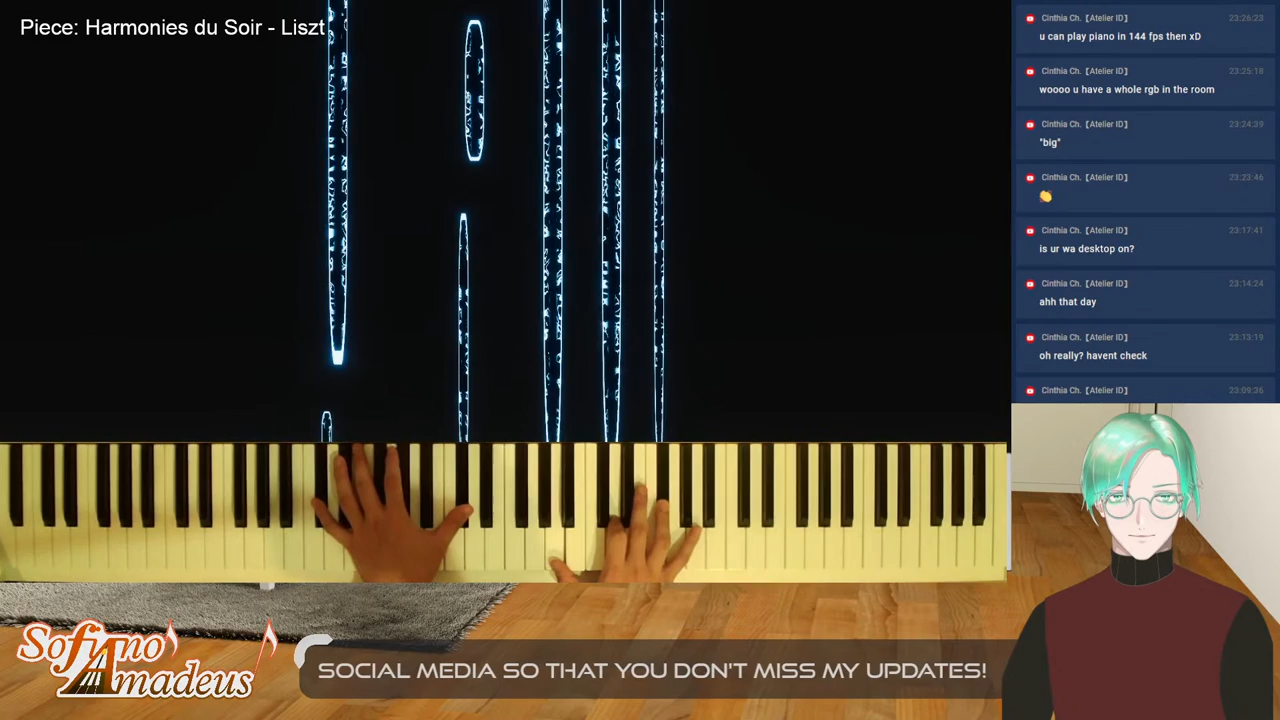 Piece: Harmonies du Soir - Liszt
Cinthia Ch.【Atelier ID】 23:26:23
u can play piano in 144 fps then xD
Cinthia Ch.【Atelier ID】 23:25:18
woooo u have a whole rgb in the room
Cinthia Ch.【Atelier ID】 23:24:39
"big"
Cinthia Ch.【Atelier ID】 23:23:46
Cinthia Ch.【Atelier ID】 23:17:41
is ur wa desktop on?
Cinthia Ch.【Atelier ID】 23:14:24
ahh that day
Cinthia Ch.【Atelier ID】 23:13:19
oh really? havent check
Cinthia Ch.【Atelier ID】 23:09:36
Sofiano
Amadeus
SOCIAL MEDIA SO THAT YOU DON'T MISS MY UPDATES!